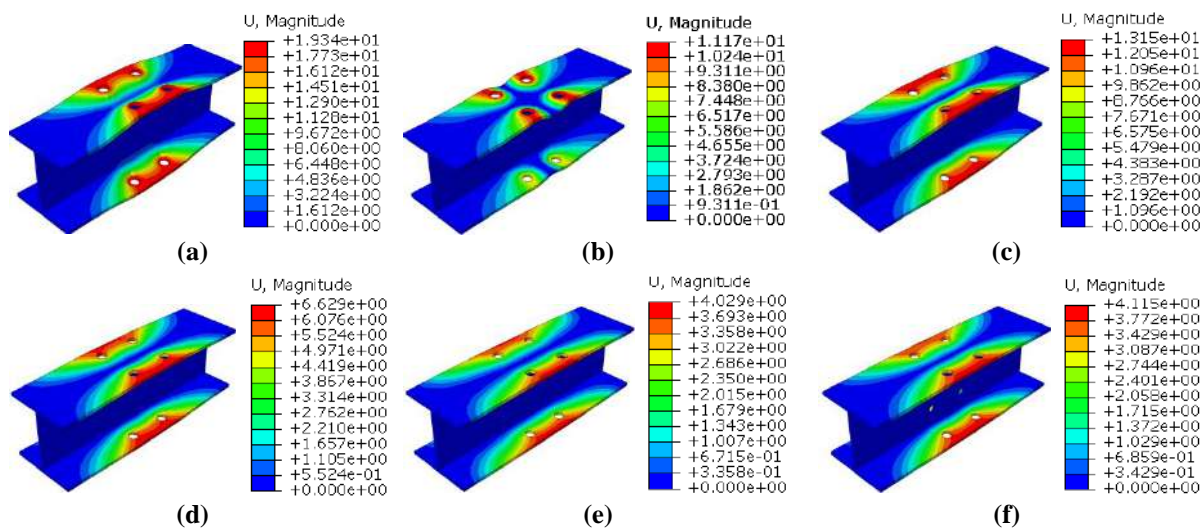 U, Magnitude
+1.934e+01
+1.773e+01
+1.612e+01
+1.451e+01
+1.290e+01
+1.128e+01
+9.672e+00
+8.060e+00
+6.448e+00
+4.836e+00
+3.224e+00
+1.612e+00
+0.000e+00
(a)
U, Magnitude
+1.117e+01
+1.024e+01
+9.311e+00
+8.380e+00
+7.448e+00
+6.517e+00
+5.586e+00
+4.655e+00
+3.724e+00
+2.793e+00
+1.862e+00
+9.311e-01
+0.000e+00
(b)
U, Magnitude
+1.315e+01
+1.205e+01
+1.096e+01
+9.862e+00
+8.766e+00
+7.671e+00
+6.575e+00
+5.479e+00
+4.383e+00
+3.287e+00
+2.192e+00
+1.096e+00
+0.000e+00
(c)
U, Magnitude
+6.629e+00
+6.076e+00
+5.524e+00
+4.971e+00
+4.419e+00
+3.867e+00
+3.314e+00
+2.762e+00
+2.210e+00
+1.657e+00
+1.105e+00
+5.524e-01
+0.000e+00
(d)
U, Magnitude
+4.029e+00
+3.693e+00
+3.358e+00
+3.022e+00
+2.686e+00
+2.350e+00
+2.015e+00
+1.679e+00
+1.343e+00
+1.007e+00
+6.715e-01
+3.358e-01
+0.000e+00
(e)
U, Magnitude
+4.115e+00
+3.772e+00
+3.429e+00
+3.087e+00
+2.744e+00
+2.401e+00
+2.058e+00
+1.715e+00
+1.372e+00
+1.029e+00
+6.859e-01
+3.429e-01
+0.000e+00
(f)